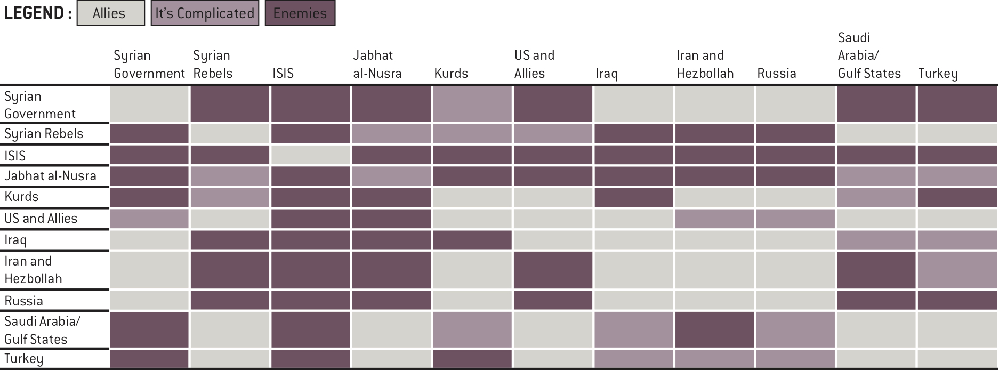 LEGEND : Allies It's Complicated Enemies
Syrian Government
Syrian Rebels
ISIS
Jabhat al-Nusra
Kurds
US and Allies
Iraq
Iran and Hezbollah
Russia
Saudi Arabia/ Gulf States
Turkey
Syrian
Government
Syrian Rebels
ISIS
Jabhat al-Nusra
Kurds
US and Allies
Iraq
Iran and
Hezbollah
Russia
Saudi Arabia/
Gulf States
Turkey